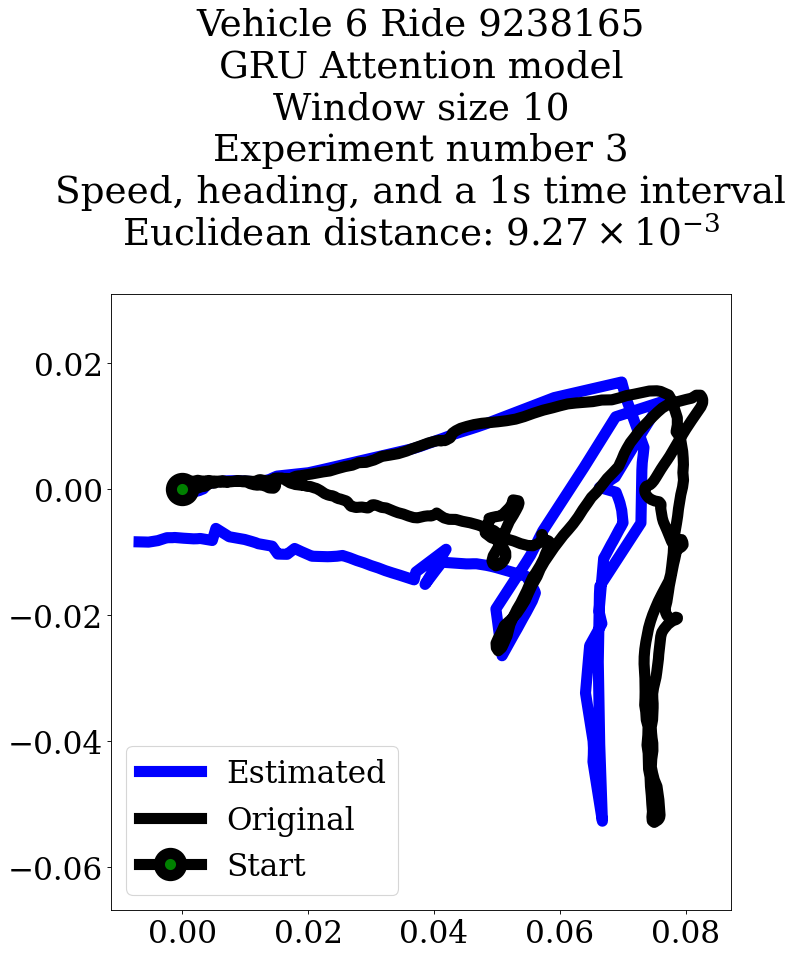 Vehicle 6 Ride 9238165
GRU Attention model
Window size 10
Experiment number 3
Speed, heading, and a 1s time interval
Euclidean distance: 9.27 × 10⁻³
0.02
0.00
−0.02
−0.04
−0.06
Estimated
Original
Start
0.00 0.02 0.04 0.06 0.08